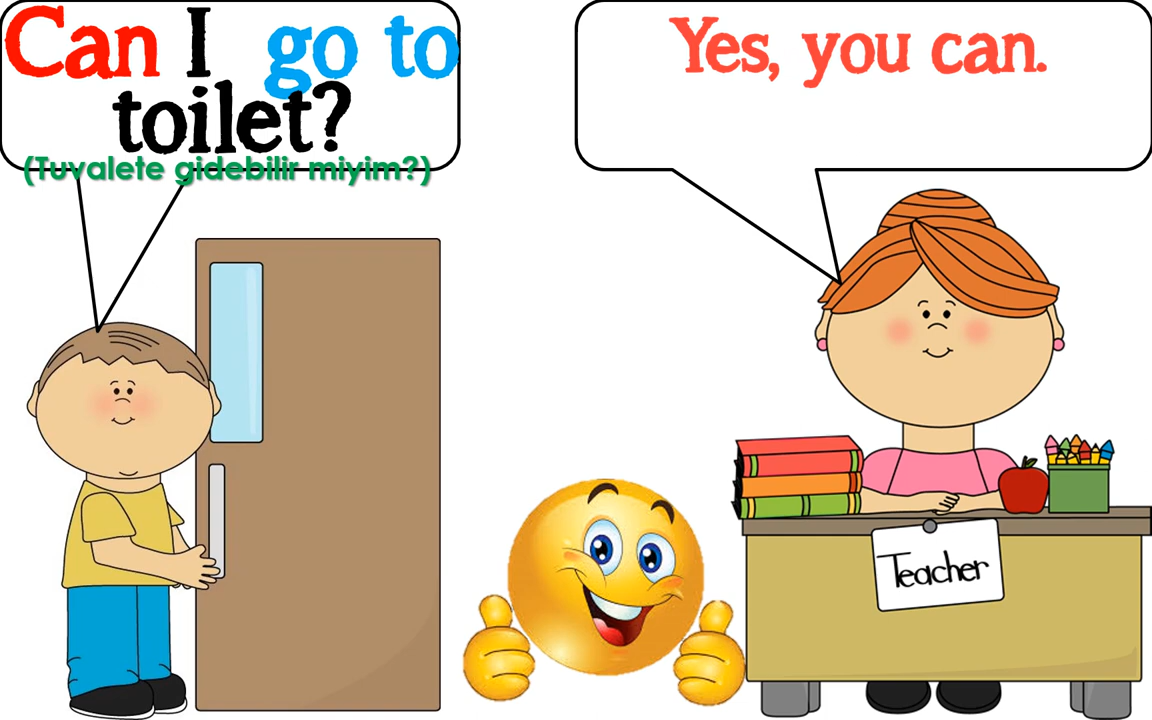 Can I go to
toilet?
(Tuvalete gidebilir miyim?)
Yes, you can.
Teacher